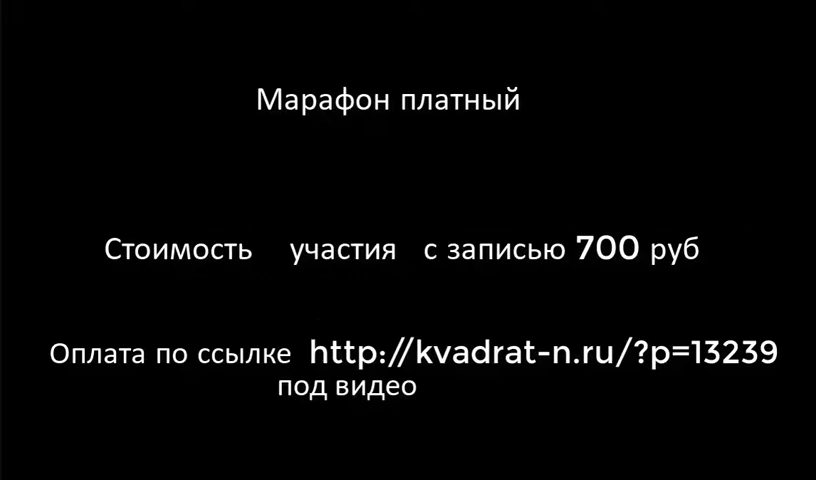 Марафон платный
Стоимость участия с записью 700 руб
Оплата по ссылке http://kvadrat-n.ru/?p=13239
под видео